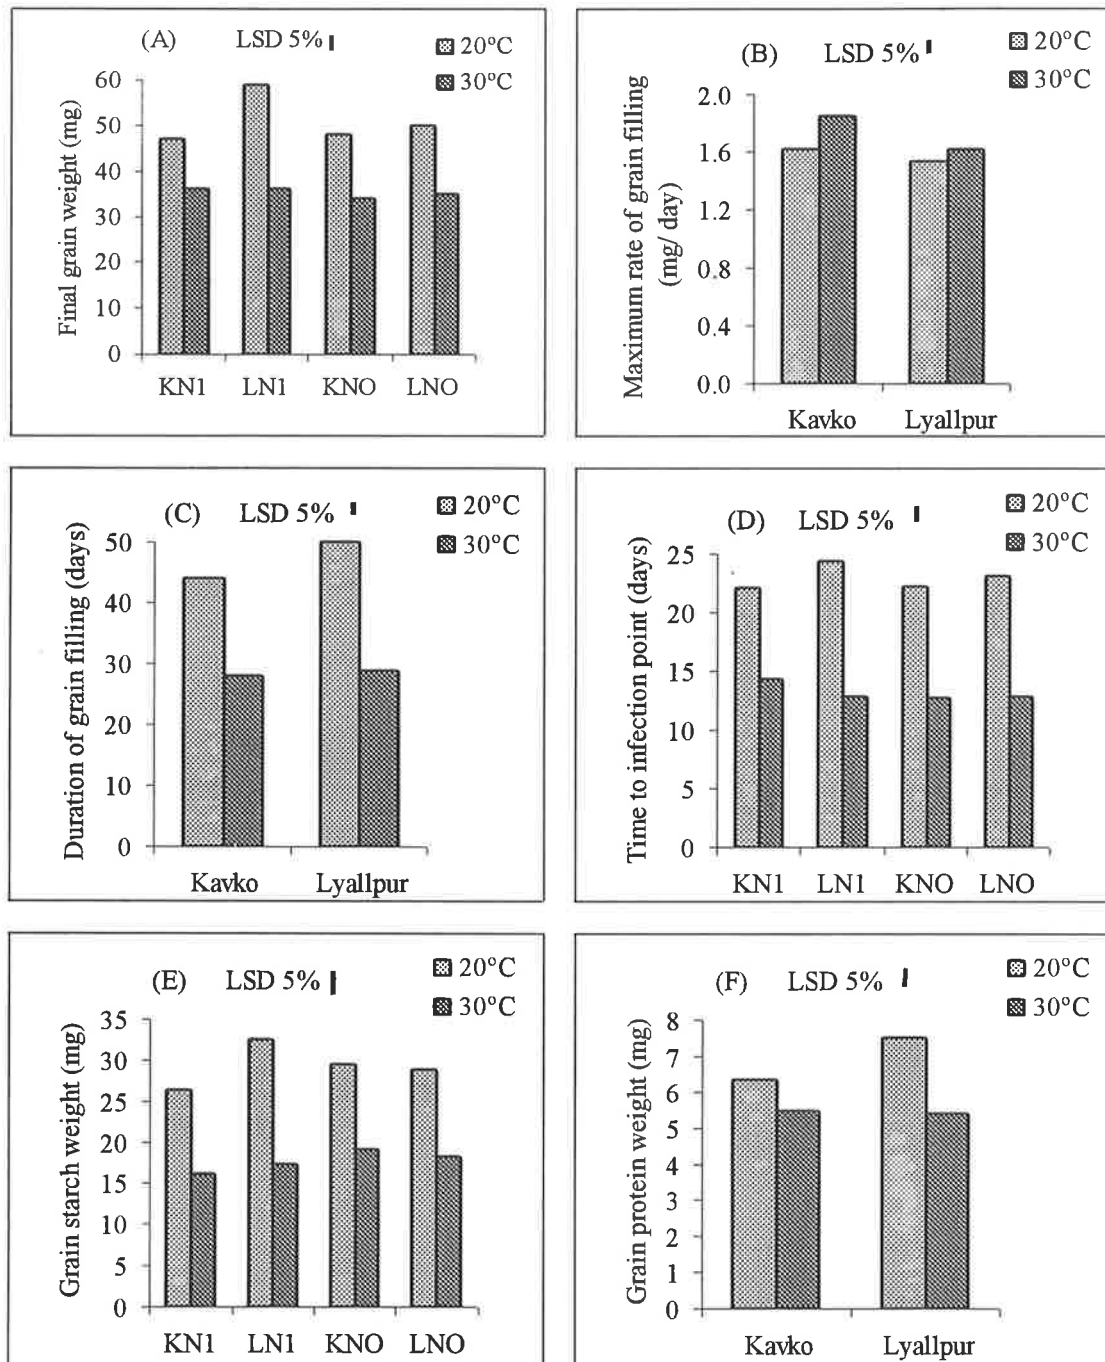 (A) LSD 5% 20°C
30°C
Final grain weight (mg)
60
50
40
30
20
10
0
KN1 LN1 KNO LNO
(B) LSD 5% 20°C
30°C
Maximum rate of grain filling
(mg/ day)
2.0
1.6
1.2
0.8
0.4
0.0
Kavko Lyallpur
(C) LSD 5% 20°C
30°C
Duration of grain filling (days)
50
40
30
20
10
0
Kavko Lyallpur
(D) LSD 5% 20°C
30°C
Time to infection point (days)
25
20
15
10
5
0
KN1 LN1 KNO LNO
(E) LSD 5% 20°C
30°C
Grain starch weight (mg)
35
30
25
20
15
10
5
0
KN1 LN1 KNO LNO
(F) LSD 5% 20°C
30°C
Grain protein weight (mg)
8
7
6
5
4
3
2
1
0
Kavko Lyallpur